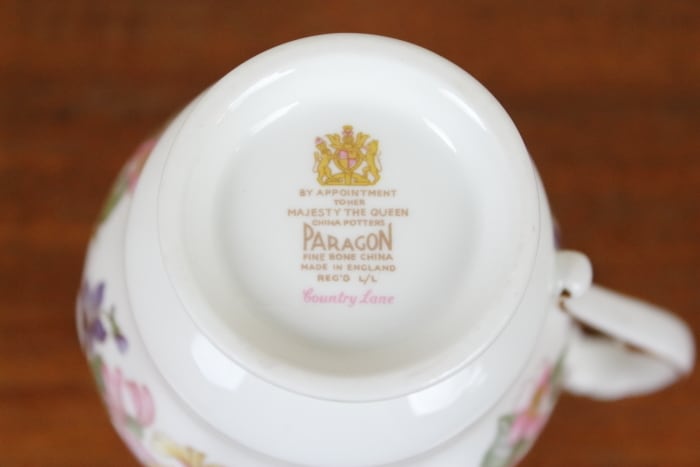 BY APPOINTMENT
TO HER
MAJESTY THE QUEEN
CHINA POTTERS
PARAGON
FINE BONE CHINA
MADE IN ENGLAND
REG'D L/L
Country Lane